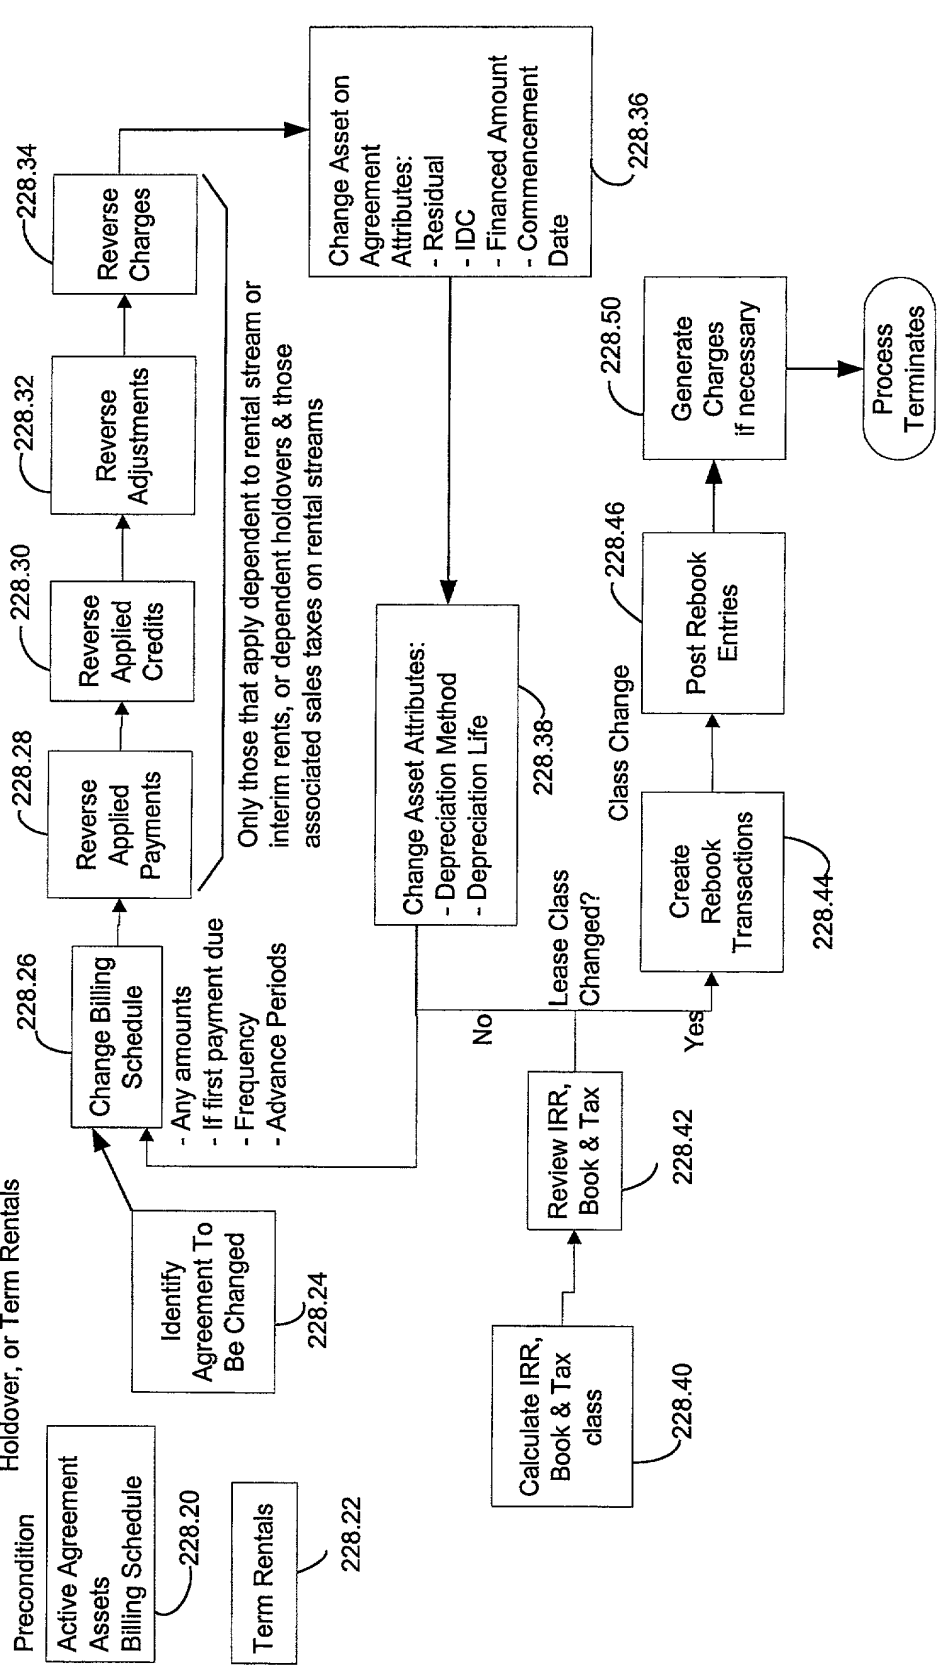 Holdover, or Term Rentals
Precondition
Active Agreement
Assets
Billing Schedule
228.20
Term Rentals
228.22
Identify
Agreement To
Be Changed
228.24
Change Billing
Schedule
228.26
- Any amounts
- If first payment due
- Frequency
- Advance Periods
Reverse
Applied
Payments
228.28
Reverse
Applied
Credits
228.30
Reverse
Adjustments
228.32
Reverse
Charges
228.34
Only those that apply dependent to rental stream or
interim rents, or dependent holdovers & those
associated sales taxes on rental streams
Change Asset on
Agreement
Attributes:
- Residual
- IDC
- Financed Amount
- Commencement
Date
228.36
Change Asset Attributes:
- Depreciation Method
- Depreciation Life
228.38
Calculate IRR,
Book & Tax
class
228.40
Review IRR,
Book & Tax
228.42
No
Lease Class
Changed?
Yes
Class Change
Create
Rebook
Transactions
228.44
Post Rebook
Entries
228.46
Generate
Charges
if necessary
228.50
Process
Terminates